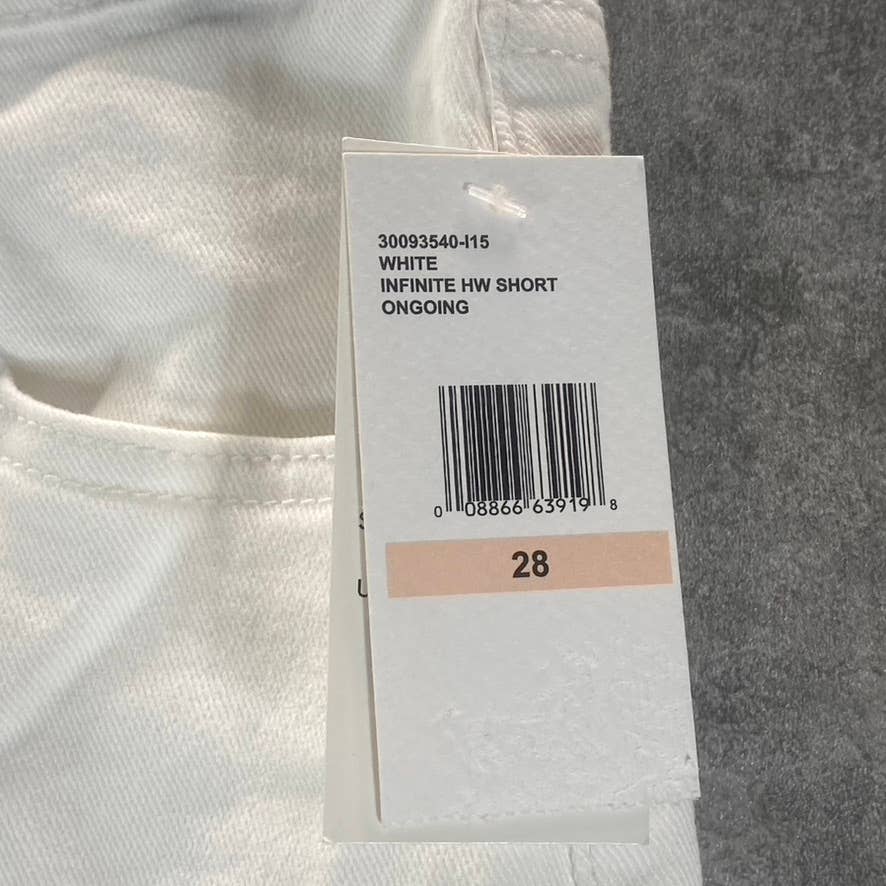 30093540-I15
WHITE
INFINITE HW SHORT
ONGOING
0 08866 63919 8
28